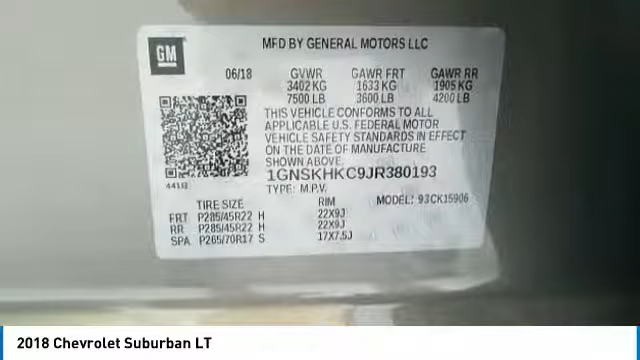 GM
MFD BY GENERAL MOTORS LLC
06/18 GVWR GAWR FRT GAWR RR
3402 KG 1633 KG 1905 KG
7500 LB 3600 LB 4200 LB
THIS VEHICLE CONFORMS TO ALL
APPLICABLE U.S. FEDERAL MOTOR
VEHICLE SAFETY STANDARDS IN EFFECT
ON THE DATE OF MANUFACTURE
SHOWN ABOVE.
1GNSKHKC9JR380193
TYPE: M.P.V. MODEL: 93CK15906
TIRE SIZE RIM
FRT P285/45R22 H 22X9J
RR P285/45R22 H 22X9J
SPA P265/70R17 S 17X7.5J
2018 Chevrolet Suburban LT